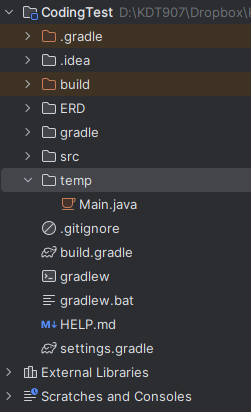 CodingTest D:\KDT907\Dropbox\
.gradle
.idea
build
ERD
gradle
src
temp
Main.java
.gitignore
build.gradle
gradlew
gradlew.bat
HELP.md
settings.gradle
External Libraries
Scratches and Consoles